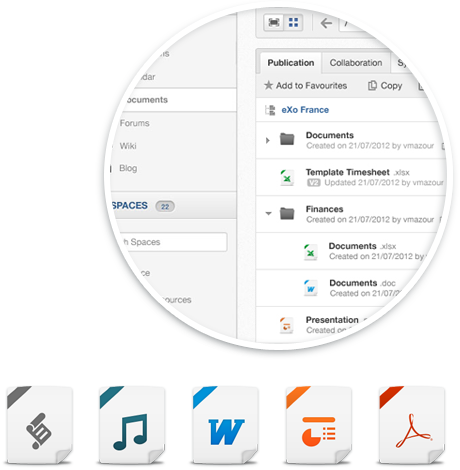 /
Publication Collaboration
Add to Favourites Copy
eXo France
Documents
Created on 21/07/2012 by vmazour
Template Timesheet .xlsx
V2 Updated 21/07/2012 by vmazour
Finances
Created on 21/07/2012 by vmazour
Documents .xlsx
Created on 21/07/2012 by
Documents .doc
Created on 21/07/2012 by
Presentation
Created on 21/07/2012 by vmazour
ocuments
Forums
Wiki
Blog
SPACES 22
Spaces
W